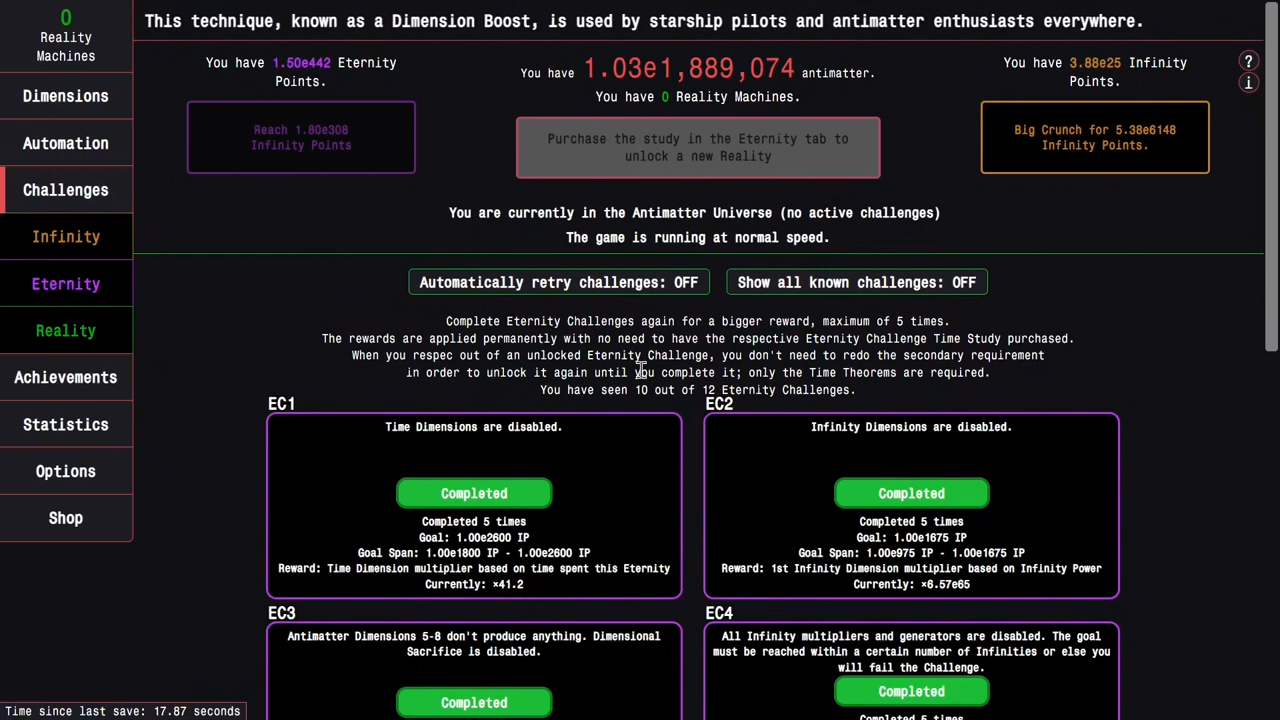 0
Reality
Machines
Dimensions
Automation
Challenges
Infinity
Eternity
Reality
Achievements
Statistics
Options
Shop
Time since last save: 17.87 seconds
This technique, known as a Dimension Boost, is used by starship pilots and antimatter enthusiasts everywhere.
You have 1.50e442 Eternity
Points.
Reach 1.80e308
Infinity Points
You have 1.03e1,889,074 antimatter.
You have 0 Reality Machines.
Purchase the study in the Eternity tab to
unlock a new Reality
You have 3.88e25 Infinity
Points.
Big Crunch for 5.38e6148
Infinity Points.
?
i
You are currently in the Antimatter Universe (no active challenges)
The game is running at normal speed.
Automatically retry challenges: OFF
Show all known challenges: OFF
Complete Eternity Challenges again for a bigger reward, maximum of 5 times.
The rewards are applied permanently with no need to have the respective Eternity Challenge Time Study purchased.
When you respec out of an unlocked Eternity Challenge, you don't need to redo the secondary requirement
in order to unlock it again until you complete it; only the Time Theorems are required.
You have seen 10 out of 12 Eternity Challenges.
EC1
Time Dimensions are disabled.
Completed
Completed 5 times
Goal: 1.00e2600 IP
Goal Span: 1.00e1800 IP - 1.00e2600 IP
Reward: Time Dimension multiplier based on time spent this Eternity
Currently: ×41.2
EC2
Infinity Dimensions are disabled.
Completed
Completed 5 times
Goal: 1.00e1675 IP
Goal Span: 1.00e975 IP - 1.00e1675 IP
Reward: 1st Infinity Dimension multiplier based on Infinity Power
Currently: ×6.57e65
EC3
Antimatter Dimensions 5-8 don't produce anything. Dimensional
Sacrifice is disabled.
Completed
EC4
All Infinity multipliers and generators are disabled. The goal
must be reached within a certain number of Infinities or else you
will fail the Challenge.
Completed
Completed 5 times